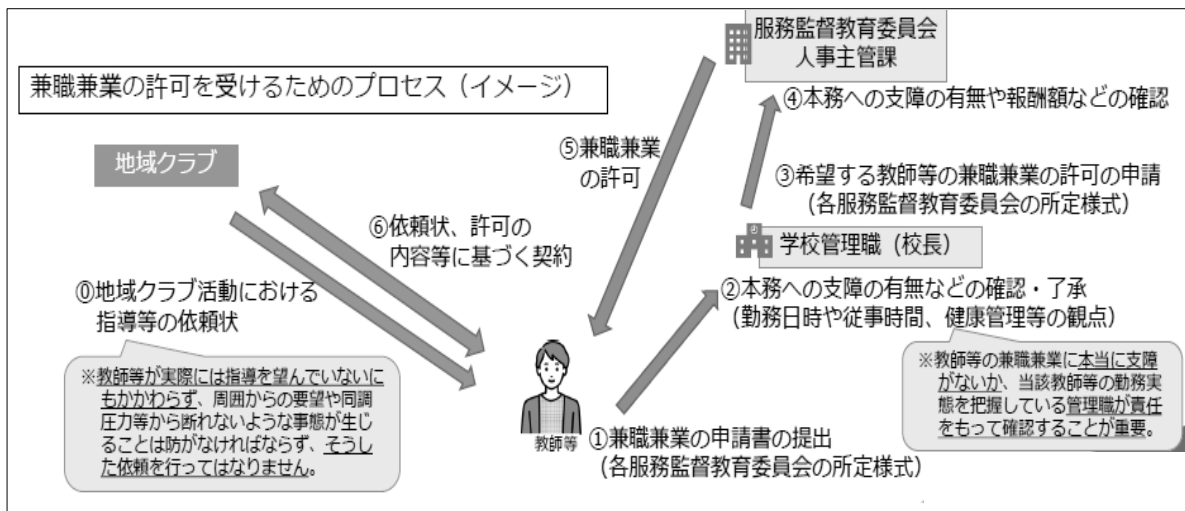 兼職兼業の許可を受けるためのプロセス（イメージ）
服務監督教育委員会
人事主管課
④本務への支障の有無や報酬額などの確認
地域クラブ
⑤兼職兼業
の許可
③希望する教師等の兼職兼業の許可の申請
（各服務監督教育委員会の所定様式）
⑥依頼状、許可の
内容等に基づく契約
学校管理職（校長）
⓪地域クラブ活動における
指導等の依頼状
②本務への支障の有無などの確認・了承
（勤務日時や従事時間、健康管理等の観点）
※教師等が実際には指導を望んでいないに
もかかわらず、周囲からの要望や同調
圧力等から断れないような事態が生じ
ることは防がなければならず、そうし
た依頼を行ってはなりません。
※教師等の兼職兼業に本当に支障
がないか、当該教師等の勤務実
態を把握している管理職が責任
をもって確認することが重要。
教師等
①兼職兼業の申請書の提出
（各服務監督教育委員会の所定様式）